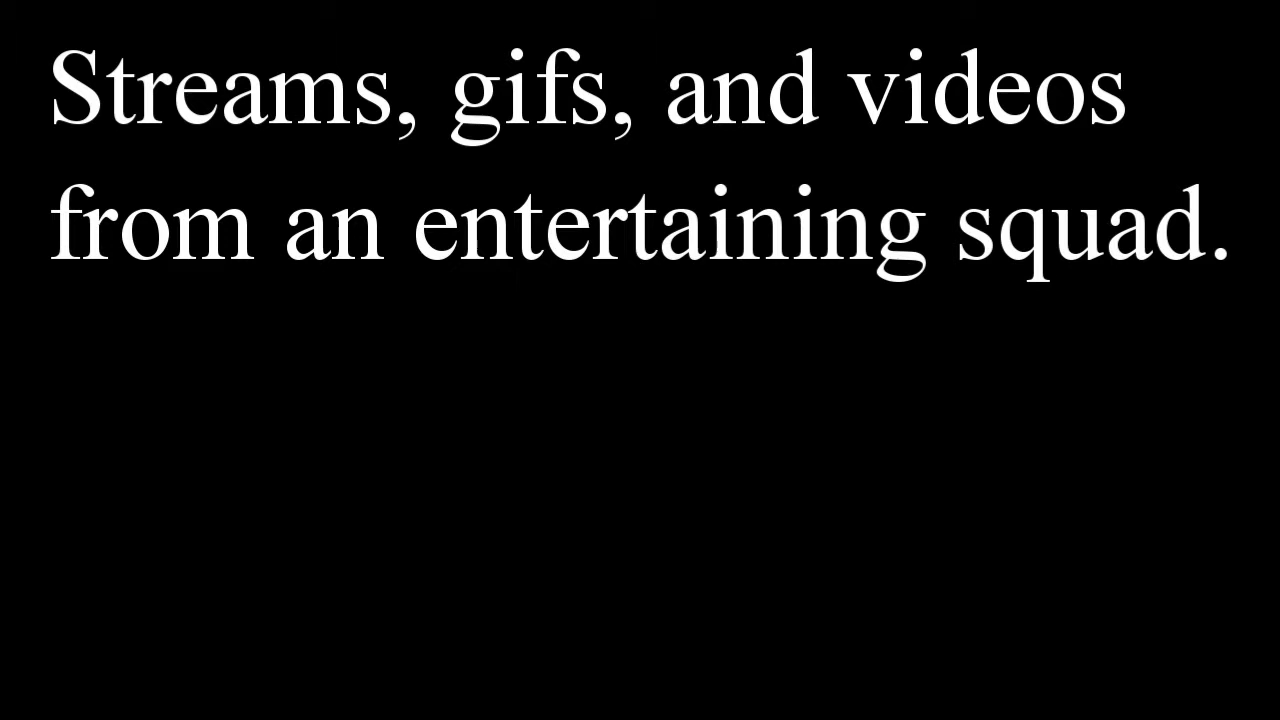 Streams, gifs, and videos
from an entertaining squad.